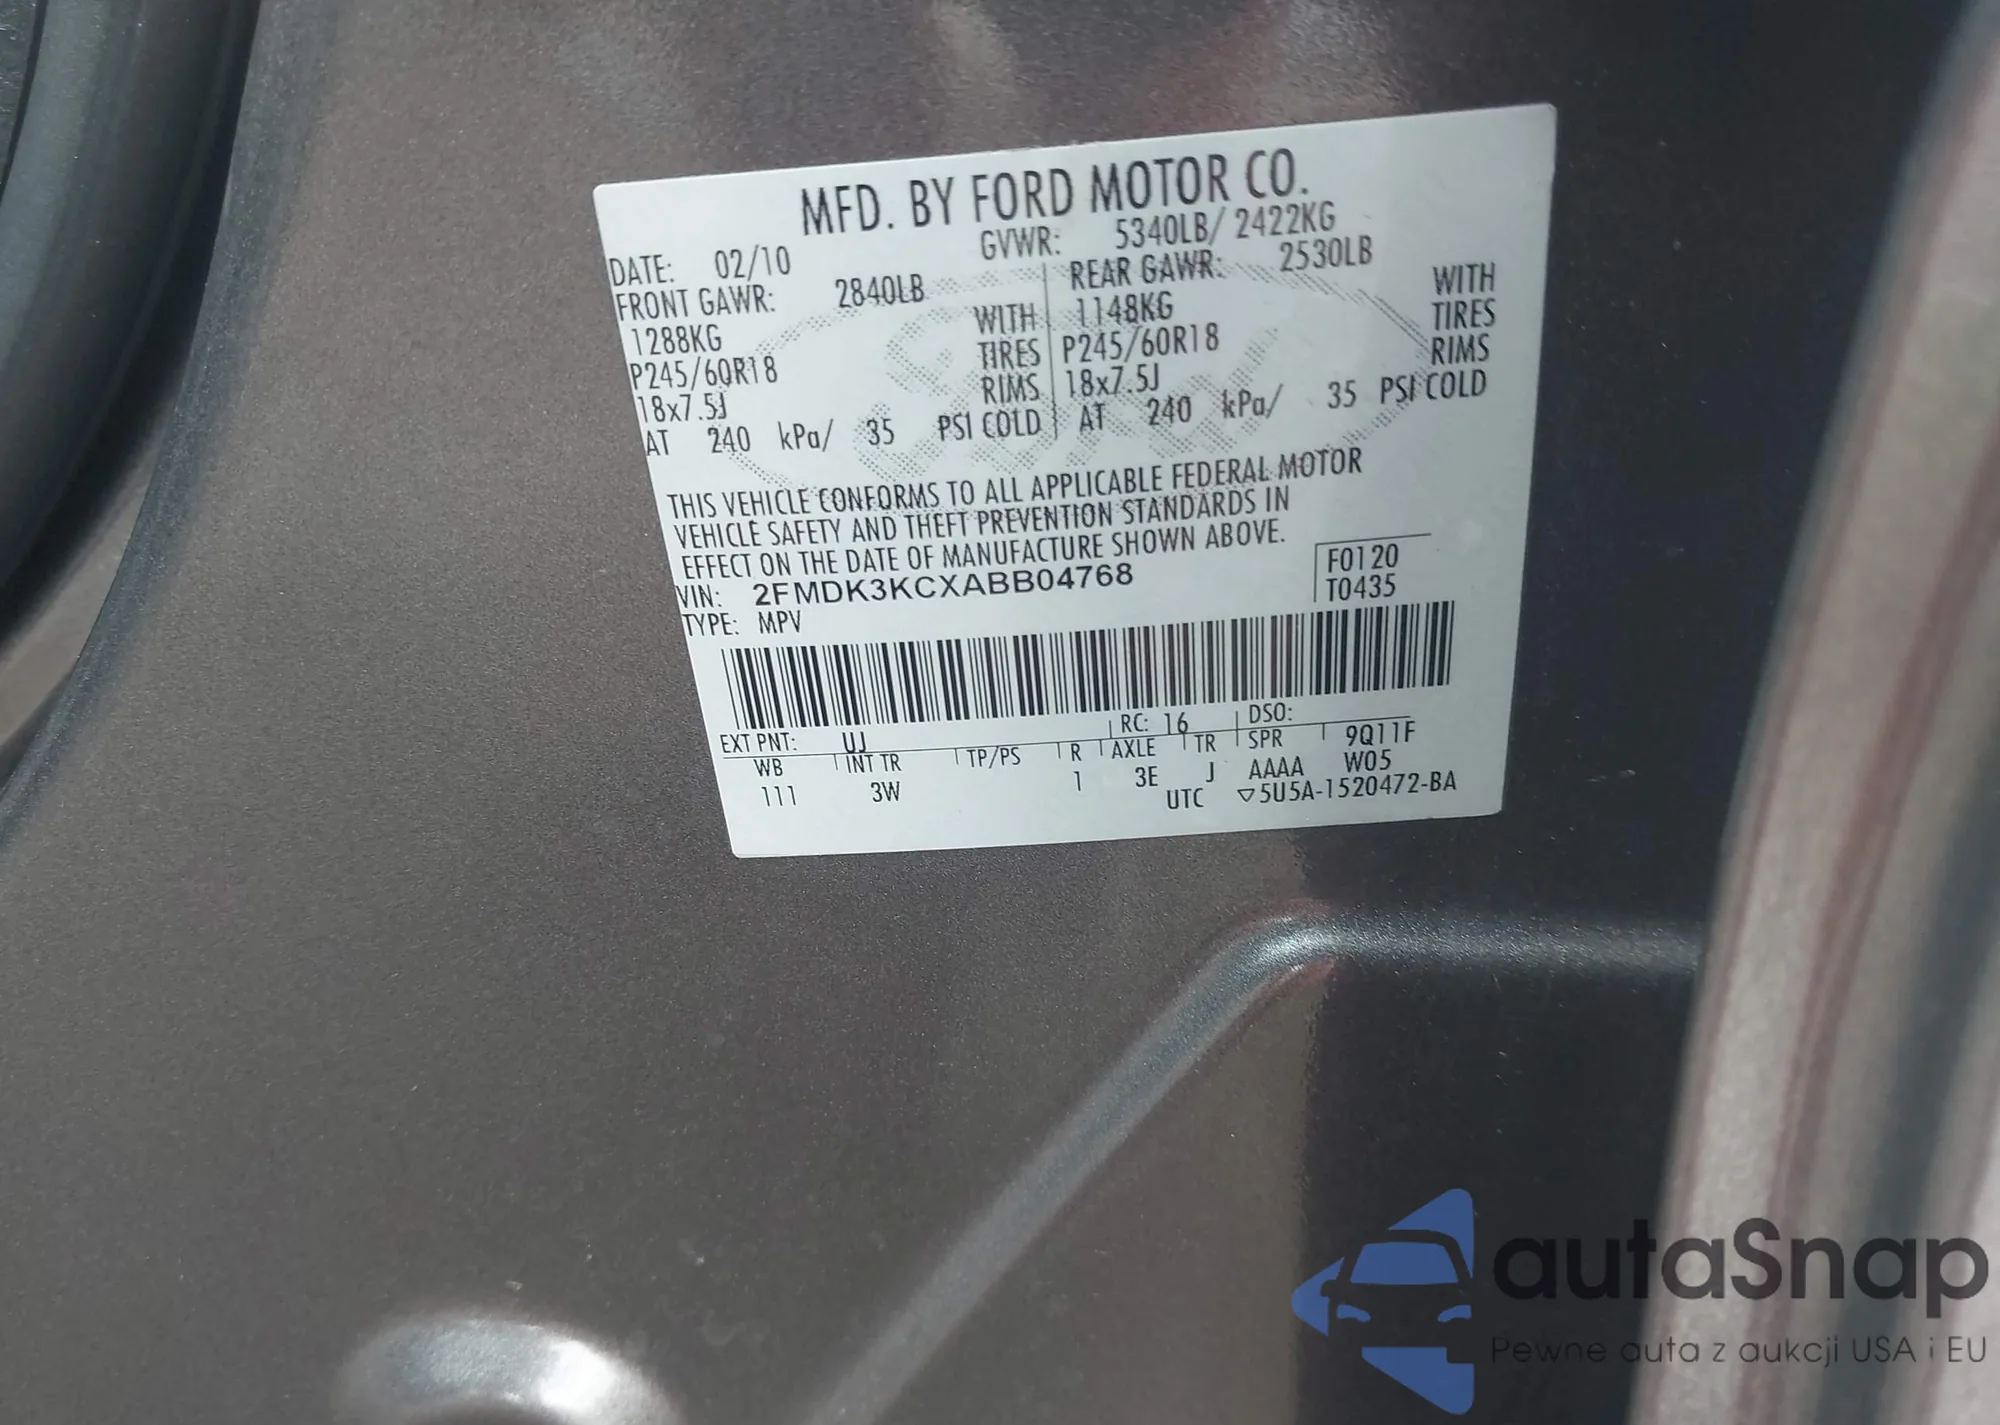 MFD. BY FORD MOTOR CO.
DATE: 02/10 GVWR: 5340LB/ 2422KG
FRONT GAWR: 2840LB REAR GAWR: 2530LB
1288KG WITH 1148KG WITH
P245/60R18 TIRES P245/60R18 TIRES
18x7.5J RIMS 18x7.5J RIMS
AT 240 kPa/ 35 PSI COLD AT 240 kPa/ 35 PSI COLD
THIS VEHICLE CONFORMS TO ALL APPLICABLE FEDERAL MOTOR
VEHICLE SAFETY AND THEFT PREVENTION STANDARDS IN
EFFECT ON THE DATE OF MANUFACTURE SHOWN ABOVE.
VIN: 2FMDK3KCXABB04768 F0120
TYPE: MPV T0435
EXT PNT: UJ RC: 16 DSO:
WB INT TR TP/PS R AXLE TR SPR 9Q11F
111 3W 1 3E J AAAA W05
UTC ▽5U5A-1520472-BA
autaSnap
Pewne auta z aukcji USA i EU